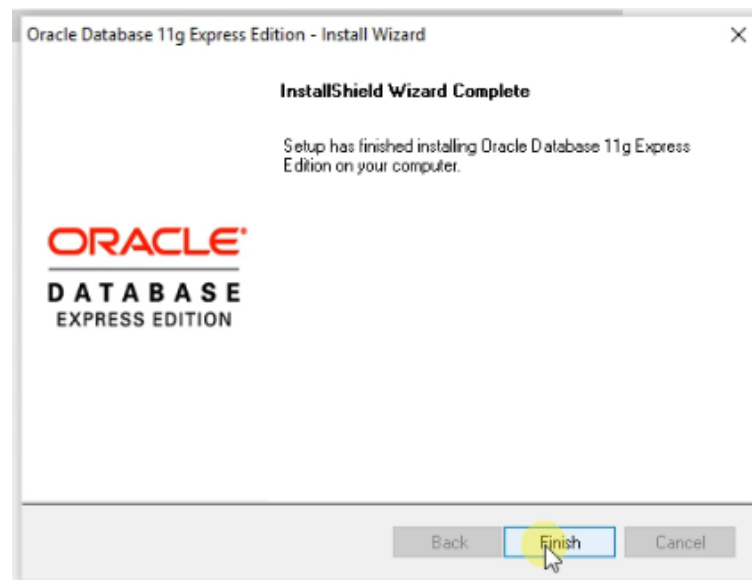 Oracle Database 11g Express Edition - Install Wizard
InstallShield Wizard Complete
Setup has finished installing Oracle Database 11g Express
Edition on your computer.
ORACLE
DATABASE
EXPRESS EDITION
Back Finish Cancel